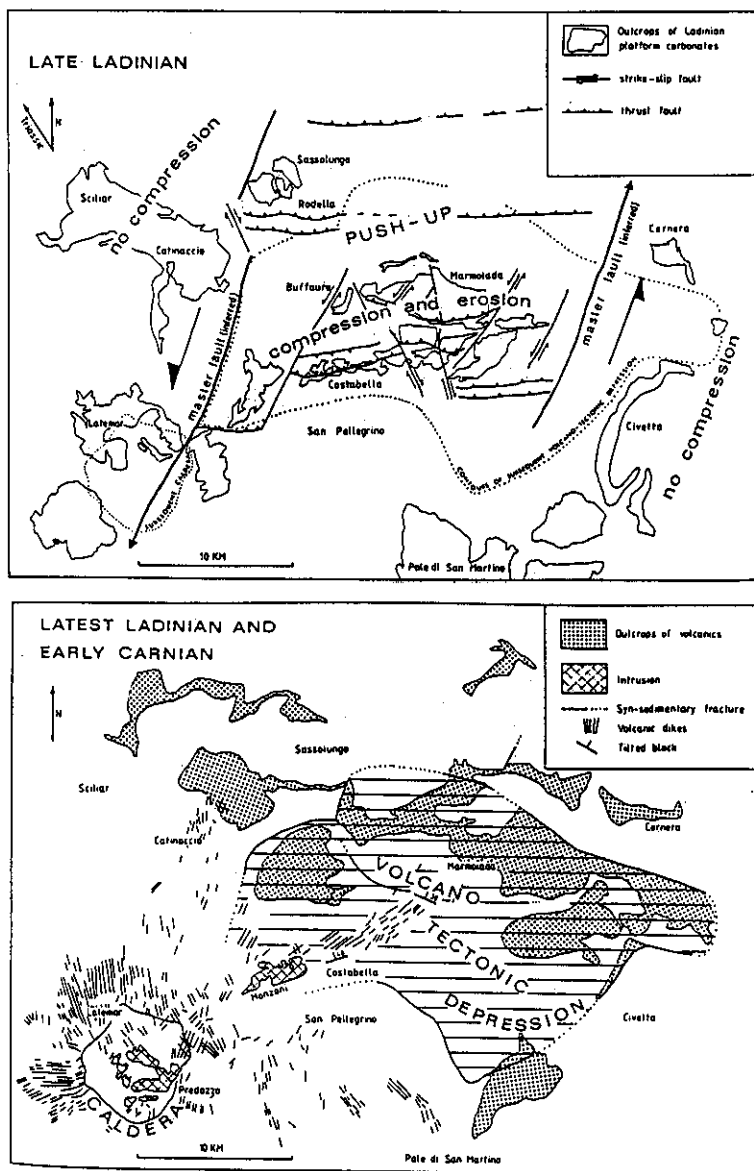 LATE LADINIAN
Outcrops of Ladinian
platform carbonates
strike-slip fault
thrust fault
Triassic
N
no compression
Sciliar
Catinaccio
Sassolungo
Rodella
PUSH-UP
Cernera
master fault (inferred)
Buffaure
Marmolada
compression and erosion
master fault (inferred)
Costabella
San Pellegrino
Latemar
Civetta
no compression
10 KM
Pale di San Martino
LATEST LADINIAN AND
EARLY CARNIAN
Outcrops of volcanics
Intrusion
Syn-sedimentary fracture
Volcanic dikes
Tilted block
N
Sassolungo
Sciliar
Catinaccio
Cernera
Marmolada
VOLCANO
TECTONIC
DEPRESSION
Monzoni
Costabella
San Pellegrino
Civetta
Latemar
Predazzo
CALDERA
10 KM
Pale di San Martino